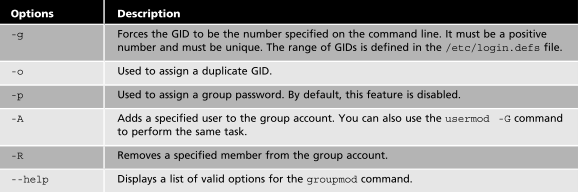 Options Description
-g Forces the GID to be the number specified on the command line. It must be a positive
number and must be unique. The range of GIDs is defined in the /etc/login.defs file.
-o Used to assign a duplicate GID.
-p Used to assign a group password. By default, this feature is disabled.
-A Adds a specified user to the group account. You can also use the usermod -G command
to perform the same task.
-R Removes a specified member from the group account.
--help Displays a list of valid options for the groupmod command.